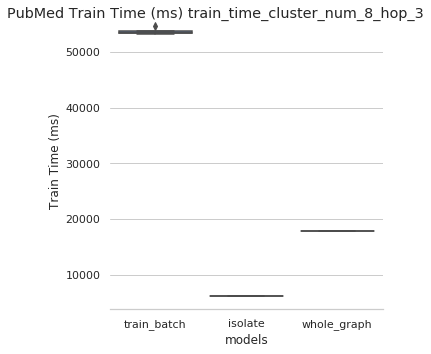 PubMed Train Time (ms) train_time_cluster_num_8_hop_3
50000
40000
30000
20000
10000
Train Time (ms)
train_batch isolate whole_graph
models